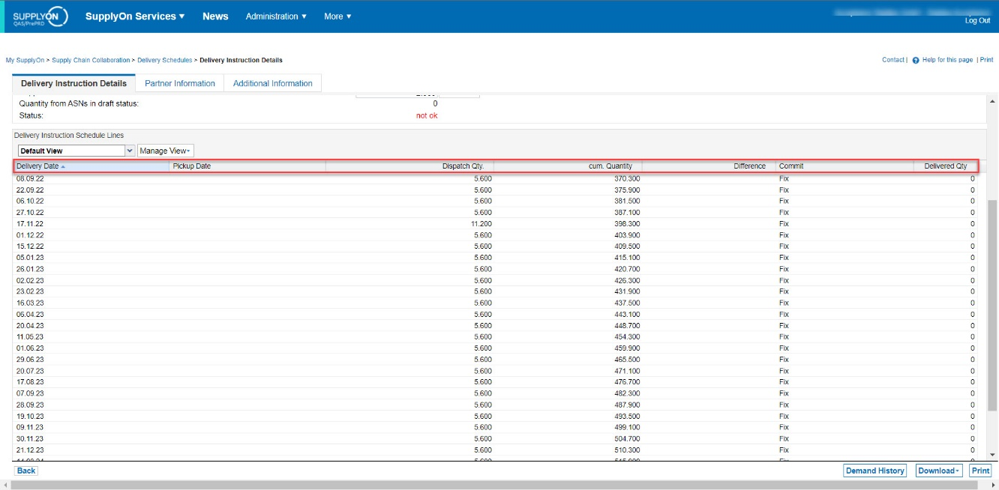 SUPPLYON
QAS/PrePRD
SupplyOn Services ▼ News Administration ▼ More ▼
Log Out
My SupplyOn > Supply Chain Collaboration > Delivery Schedules > Delivery Instruction Details
Contact | ? Help for this page | Print
Delivery Instruction Details Partner Information Additional Information
Quantity from ASNs in draft status: 0
Status: not ok
Delivery Instruction Schedule Lines
Default View Manage View
Delivery Date Pickup Date Dispatch Qty. cum. Quantity Difference Commit Delivered Qty
08.09.22 5.600 370.300 Fix 0
22.09.22 5.600 375.900 Fix 0
06.10.22 5.600 381.500 Fix 0
27.10.22 5.600 387.100 Fix 0
17.11.22 11.200 398.300 Fix 0
01.12.22 5.600 403.900 Fix 0
15.12.22 5.600 409.500 Fix 0
05.01.23 5.600 415.100 Fix 0
26.01.23 5.600 420.700 Fix 0
02.02.23 5.600 426.300 Fix 0
23.02.23 5.600 431.900 Fix 0
16.03.23 5.600 437.500 Fix 0
06.04.23 5.600 443.100 Fix 0
20.04.23 5.600 448.700 Fix 0
11.05.23 5.600 454.300 Fix 0
01.06.23 5.600 459.900 Fix 0
29.06.23 5.600 465.500 Fix 0
20.07.23 5.600 471.100 Fix 0
17.08.23 5.600 476.700 Fix 0
07.09.23 5.600 482.300 Fix 0
28.09.23 5.600 487.900 Fix 0
19.10.23 5.600 493.500 Fix 0
09.11.23 5.600 499.100 Fix 0
30.11.23 5.600 504.700 Fix 0
21.12.23 5.600 510.300 Fix 0
Back Demand History Download Print